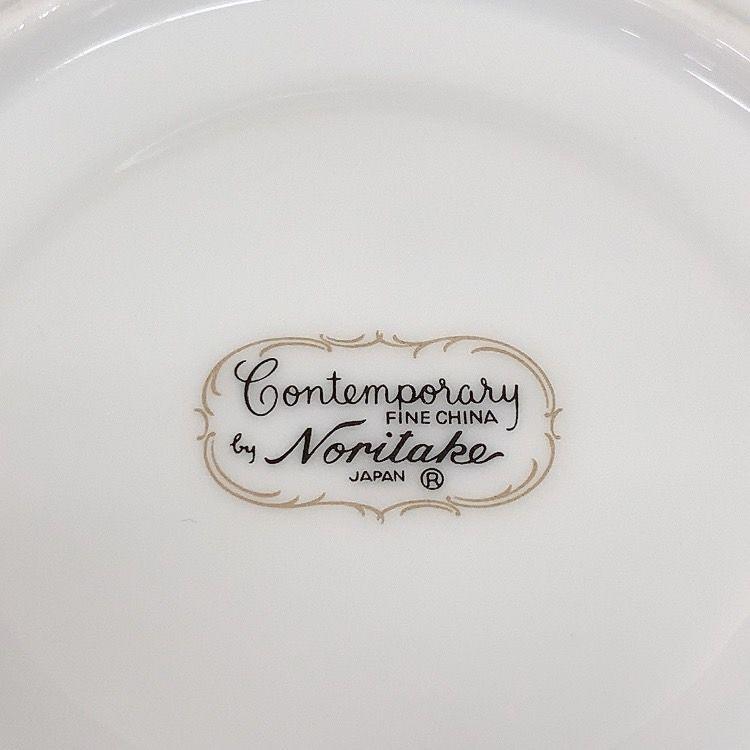 Contemporary
FINE CHINA
by Noritake
JAPAN ®